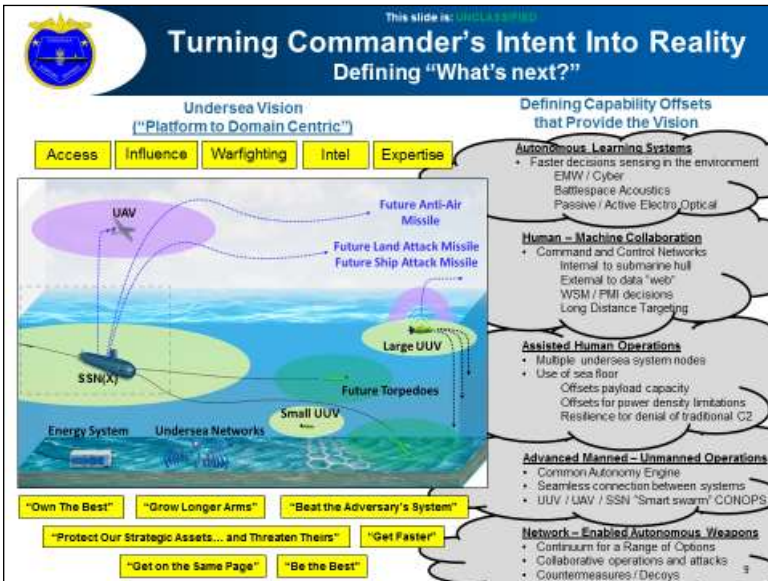 This slide is: UNCLASSIFIED
Turning Commander's Intent Into Reality
Defining "What's next?"
Undersea Vision
("Platform to Domain Centric")
Access
Influence
Warfighting
Intel
Expertise
UAV
Future Anti-Air
Missile
Future Land Attack Missile
Future Ship Attack Missile
Large UUV
SSN(X)
Future Torpedoes
Small UUV
Energy System
Undersea Networks
"Own The Best"
"Grow Longer Arms"
"Beat the Adversary's System"
"Protect Our Strategic Assets… and Threaten Theirs"
"Get Faster"
"Get on the Same Page"
"Be the Best"
Defining Capability Offsets
that Provide the Vision
Autonomous Learning Systems
• Faster decisions sensing in the environment
EMW / Cyber
Battlespace Acoustics
Passive / Active Electro Optical
Human – Machine Collaboration
• Command and Control Networks
Internal to submarine hull
External to data "web"
WSM / PMI decisions
Long Distance Targeting
Assisted Human Operations
• Multiple undersea system nodes
• Use of sea floor
Offsets payload capacity
Offsets for power density limitations
Resilience for denial of traditional C2
Advanced Manned – Unmanned Operations
• Common Autonomy Engine
• Seamless connection between systems
• UUV / UAV / SSN "Smart swarm" CONOPS
Network – Enabled Autonomous Weapons
• Continuum for a Range of Options
• Collaborative operations and attacks
• Countermeasures / Decoys
9